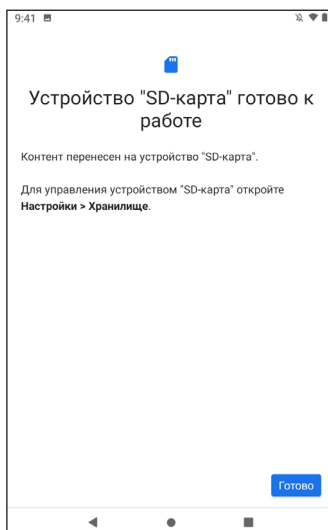 9:41
Устройство "SD-карта" готово к
работе
Контент перенесен на устройство "SD-карта".
Для управления устройством "SD-карта" откройте
Настройки > Хранилище.
Готово